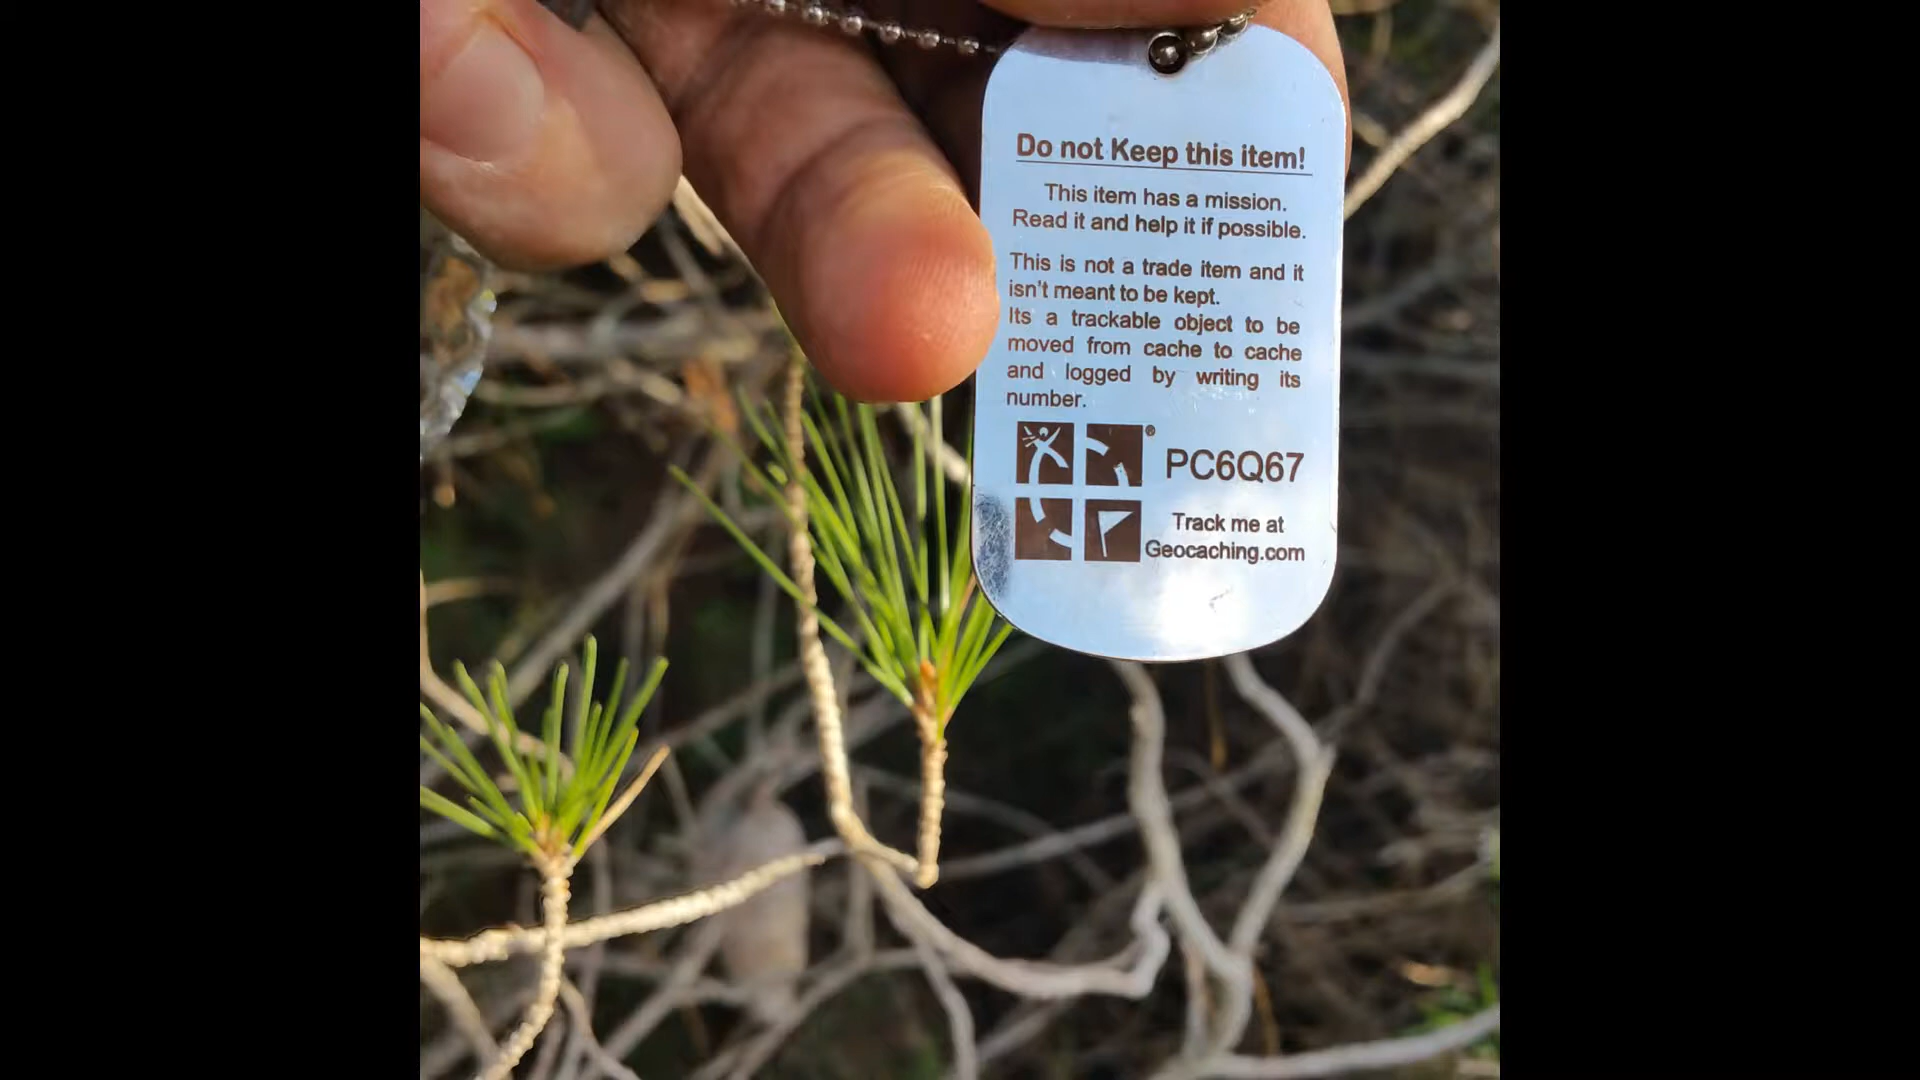 Do not Keep this item!
This item has a mission.
Read it and help it if possible.
This is not a trade item and it
isn't meant to be kept.
Its a trackable object to be
moved from cache to cache
and logged by writing its
number.
®
PC6Q67
Track me at
Geocaching.com